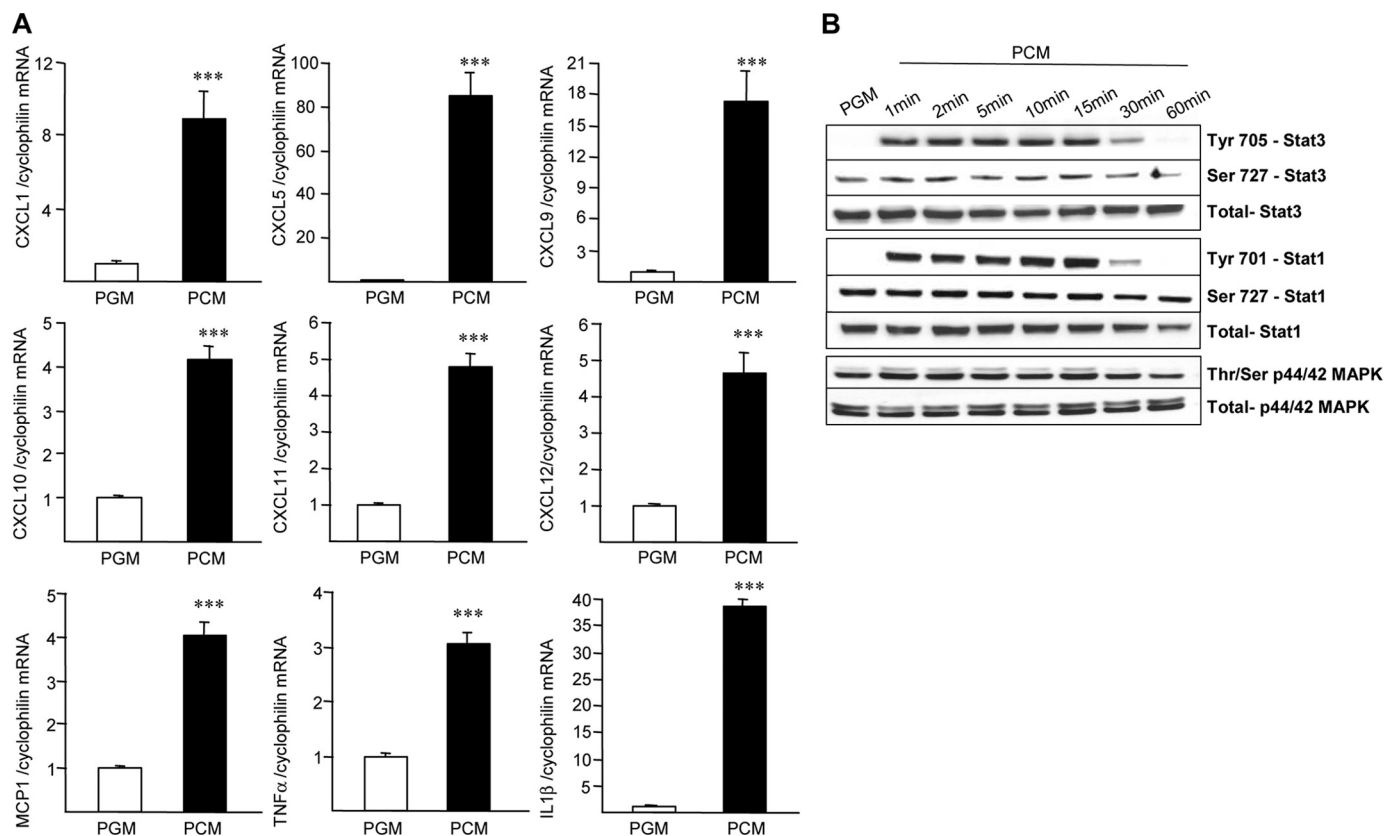 A
CXCL1 /cyclophilin mRNA
12
8
4
***
PGM PCM
CXCL5 /cyclophilin mRNA
100
80
60
40
20
***
PGM PCM
CXCL9 /cyclophilin mRNA
21
18
15
12
9
6
3
***
PGM PCM
CXCL10 /cyclophilin mRNA
5
4
3
2
1
***
PGM PCM
CXCL11 /cyclophilin mRNA
6
5
4
3
2
1
***
PGM PCM
CXCL12/cyclophilin mRNA
6
5
4
3
2
1
***
PGM PCM
MCP1 /cyclophilin mRNA
5
4
3
2
1
***
PGM PCM
TNFα /cyclophilin mRNA
4
3
2
1
***
PGM PCM
IL1β /cyclophilin mRNA
40
35
30
25
20
15
10
5
***
PGM PCM
B
PCM
PGM 1min 2min 5min 10min 15min 30min 60min
Tyr 705 - Stat3
Ser 727 - Stat3
Total- Stat3
Tyr 701 - Stat1
Ser 727 - Stat1
Total- Stat1
Thr/Ser p44/42 MAPK
Total- p44/42 MAPK